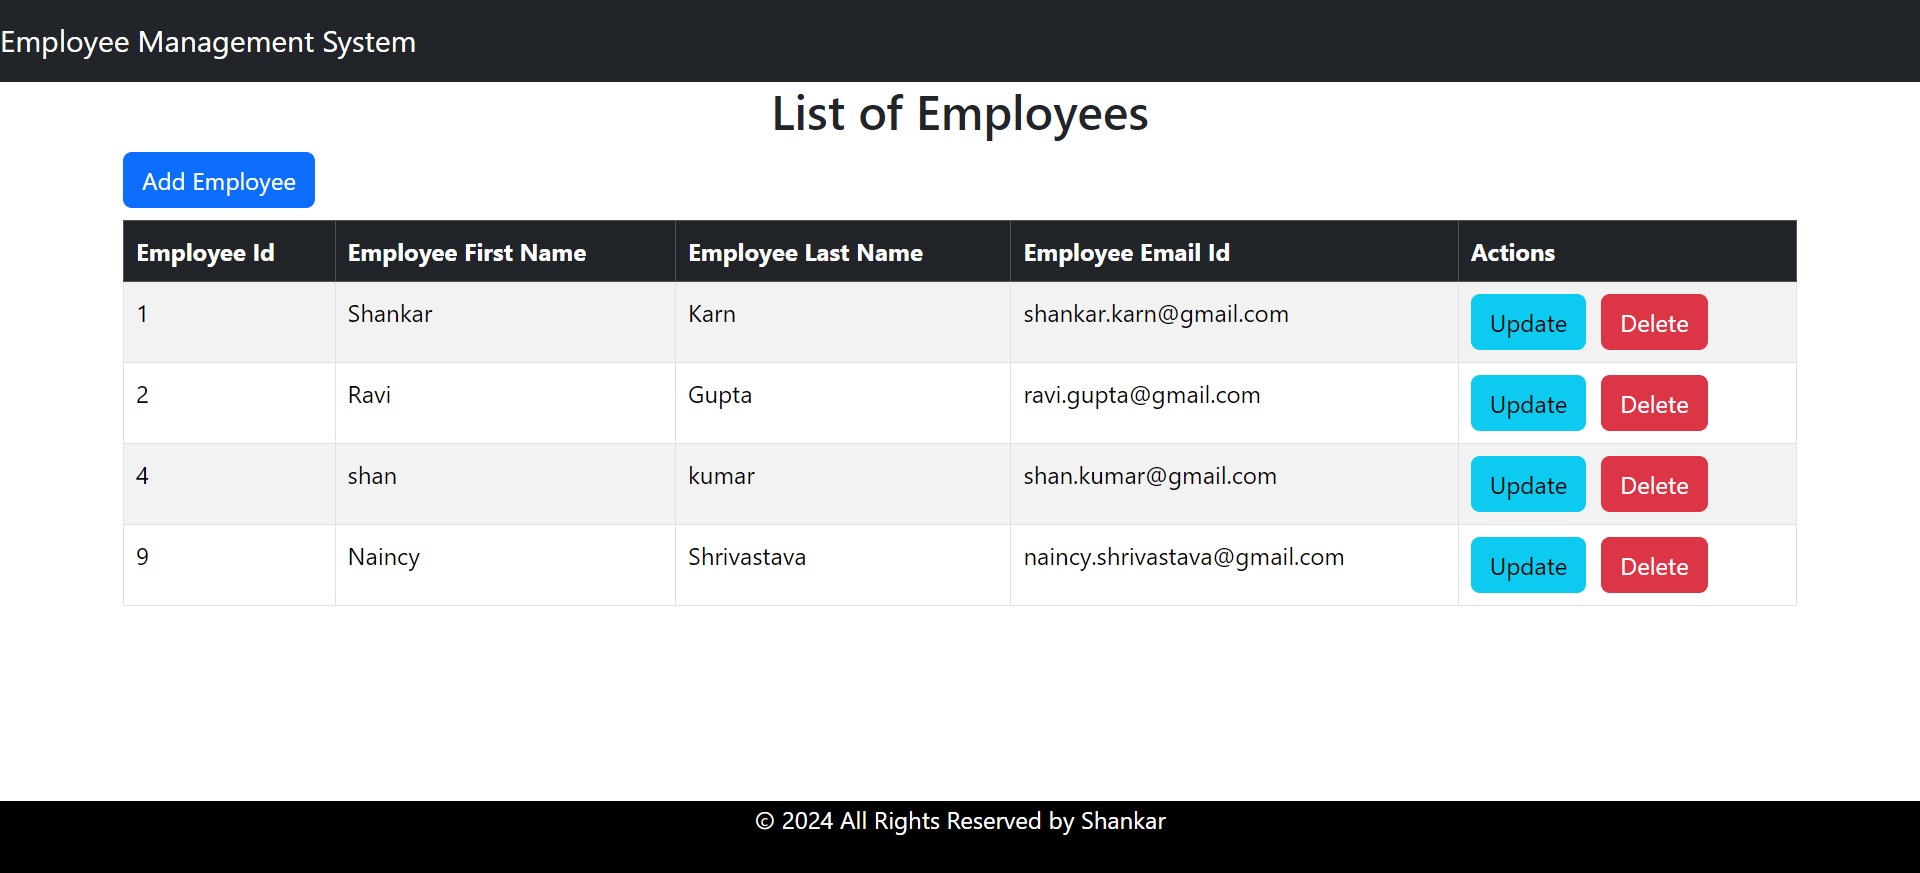 Employee Management System
List of Employees
Add Employee
Employee Id Employee First Name Employee Last Name Employee Email Id Actions
1 Shankar Karn shankar.karn@gmail.com Update Delete
2 Ravi Gupta ravi.gupta@gmail.com Update Delete
4 shan kumar shan.kumar@gmail.com Update Delete
9 Naincy Shrivastava naincy.shrivastava@gmail.com Update Delete
© 2024 All Rights Reserved by Shankar